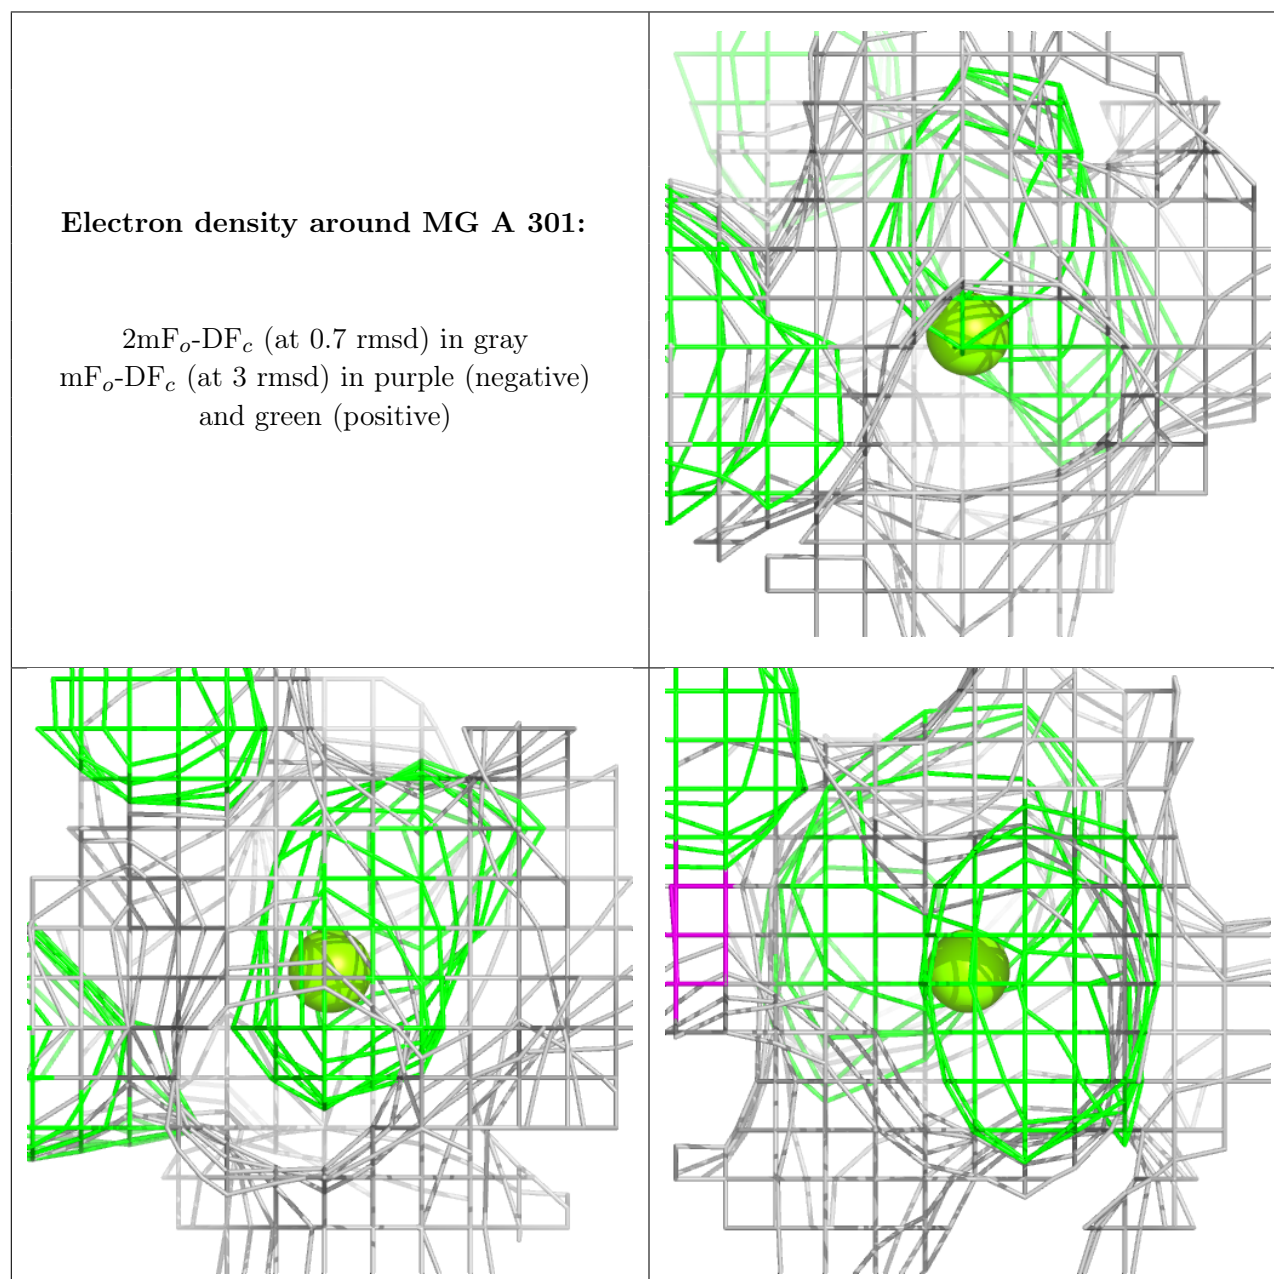 Electron density around MG A 301:
2mFo-DFc (at 0.7 rmsd) in gray
mFo-DFc (at 3 rmsd) in purple (negative)
and green (positive)